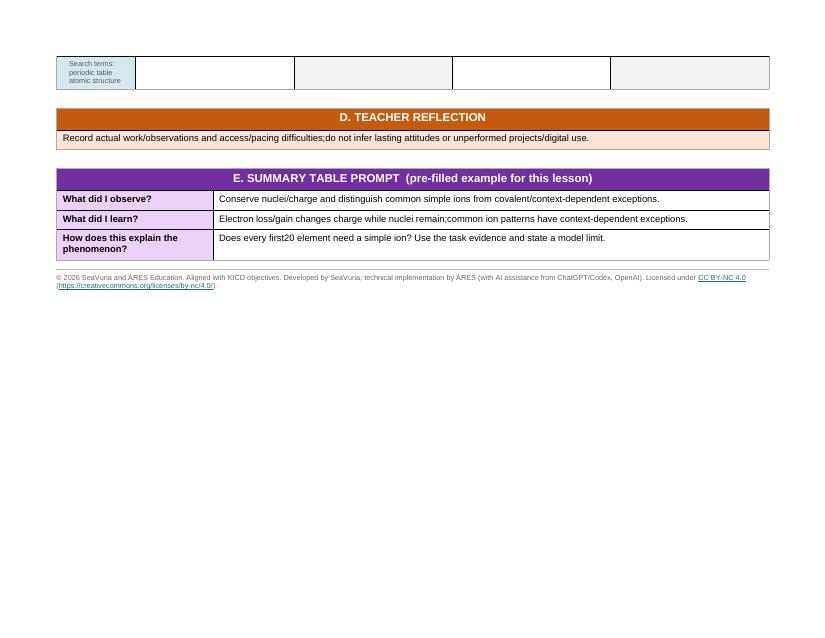 Search terms:
periodic table
atomic structure
D. TEACHER REFLECTION
Record actual work/observations and access/pacing difficulties;do not infer lasting attitudes or unperformed projects/digital use.
E. SUMMARY TABLE PROMPT  (pre-filled example for this lesson)
What did I observe? Conserve nuclei/charge and distinguish common simple ions from covalent/context-dependent exceptions.
What did I learn? Electron loss/gain changes charge while nuclei remain;common ion patterns have context-dependent exceptions.
How does this explain the phenomenon? Does every first20 element need a simple ion? Use the task evidence and state a model limit.
© 2026 SeaVuria and ARES Education. Aligned with KICD objectives. Developed by SeaVuria; technical implementation by ARES (with AI assistance from ChatGPT/Codex, OpenAI). Licensed under CC BY-NC 4.0
(https://creativecommons.org/licenses/by-nc/4.0/).